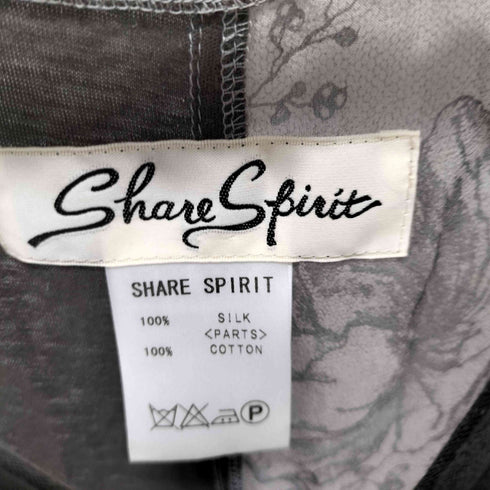 Share Spirit
SHARE SPIRIT
100% SILK
<PARTS>
100% COTTON
P